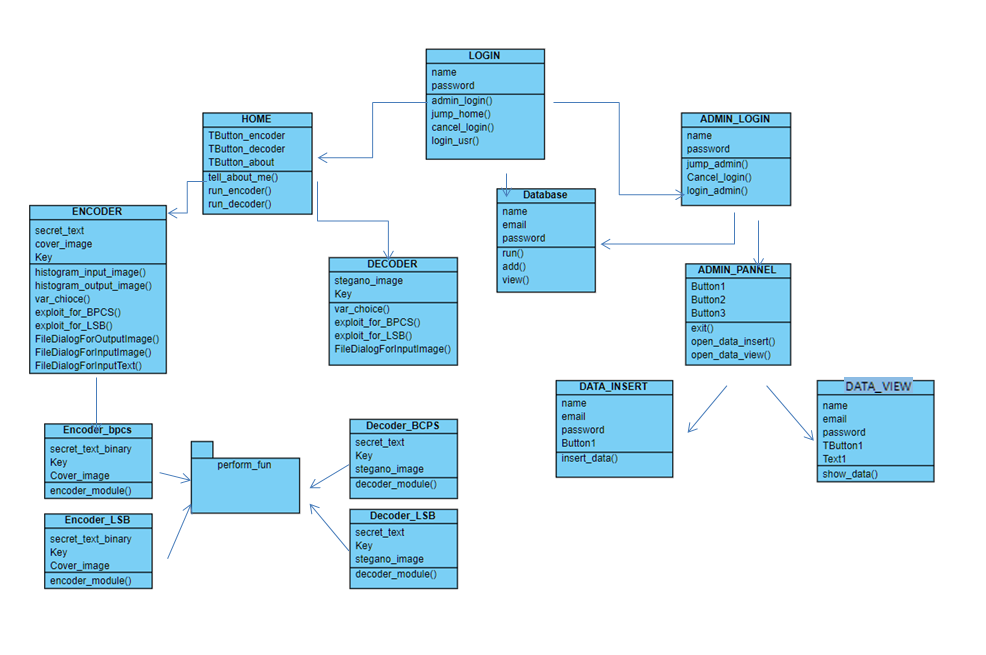 LOGIN
name
password
admin_login()
jump_home()
cancel_login()
login_usr()
HOME
TButton_encoder
TButton_decoder
TButton_about
tell_about_me()
run_encoder()
run_decoder()
ADMIN_LOGIN
name
password
jump_admin()
Cancel_login()
login_admin()
Database
name
email
password
run()
add()
view()
ENCODER
secret_text
cover_image
Key
histogram_input_image()
histogram_output_image()
var_chioce()
exploit_for_BPCS()
exploit_for_LSB()
FileDialogForOutputImage()
FileDialogForInputImage()
FileDialogForInputText()
DECODER
stegano_image
Key
var_choice()
exploit_for_BPCS()
exploit_for_LSB()
FileDialogForInputImage()
ADMIN_PANNEL
Button1
Button2
Button3
exit()
open_data_insert()
open_data_view()
DATA_INSERT
name
email
password
Button1
insert_data()
DATA_VIEW
name
email
password
TButton1
Text1
show_data()
Encoder_bpcs
secret_text_binary
Key
Cover_image
encoder_module()
perform_fun
Decoder_BCPS
secret_text
Key
stegano_image
decoder_module()
Encoder_LSB
secret_text_binary
Key
Cover_image
encoder_module()
Decoder_LSB
secret_text
Key
stegano_image
decoder_module()